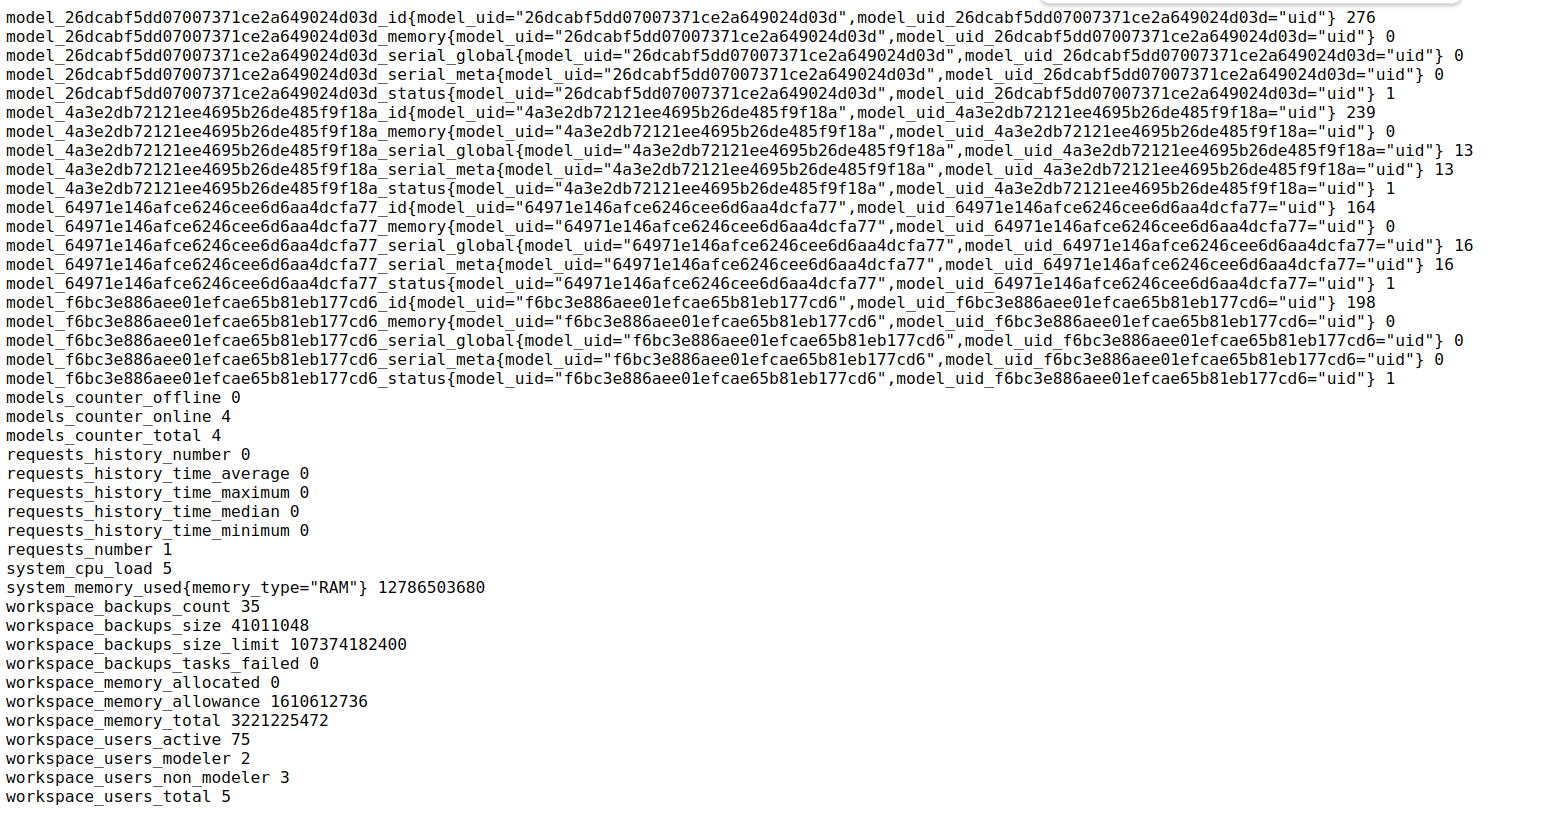 model_26dcabf5dd07007371ce2a649024d03d_id{model_uid="26dcabf5dd07007371ce2a649024d03d",model_uid_26dcabf5dd07007371ce2a649024d03d="uid"} 276
model_26dcabf5dd07007371ce2a649024d03d_memory{model_uid="26dcabf5dd07007371ce2a649024d03d",model_uid_26dcabf5dd07007371ce2a649024d03d="uid"} 0
model_26dcabf5dd07007371ce2a649024d03d_serial_global{model_uid="26dcabf5dd07007371ce2a649024d03d",model_uid_26dcabf5dd07007371ce2a649024d03d="uid"} 0
model_26dcabf5dd07007371ce2a649024d03d_serial_meta{model_uid="26dcabf5dd07007371ce2a649024d03d",model_uid_26dcabf5dd07007371ce2a649024d03d="uid"} 0
model_26dcabf5dd07007371ce2a649024d03d_status{model_uid="26dcabf5dd07007371ce2a649024d03d",model_uid_26dcabf5dd07007371ce2a649024d03d="uid"} 1
model_4a3e2db72121ee4695b26de485f9f18a_id{model_uid="4a3e2db72121ee4695b26de485f9f18a",model_uid_4a3e2db72121ee4695b26de485f9f18a="uid"} 239
model_4a3e2db72121ee4695b26de485f9f18a_memory{model_uid="4a3e2db72121ee4695b26de485f9f18a",model_uid_4a3e2db72121ee4695b26de485f9f18a="uid"} 0
model_4a3e2db72121ee4695b26de485f9f18a_serial_global{model_uid="4a3e2db72121ee4695b26de485f9f18a",model_uid_4a3e2db72121ee4695b26de485f9f18a="uid"} 13
model_4a3e2db72121ee4695b26de485f9f18a_serial_meta{model_uid="4a3e2db72121ee4695b26de485f9f18a",model_uid_4a3e2db72121ee4695b26de485f9f18a="uid"} 13
model_4a3e2db72121ee4695b26de485f9f18a_status{model_uid="4a3e2db72121ee4695b26de485f9f18a",model_uid_4a3e2db72121ee4695b26de485f9f18a="uid"} 1
model_64971e146afce6246cee6d6aa4dcfa77_id{model_uid="64971e146afce6246cee6d6aa4dcfa77",model_uid_64971e146afce6246cee6d6aa4dcfa77="uid"} 164
model_64971e146afce6246cee6d6aa4dcfa77_memory{model_uid="64971e146afce6246cee6d6aa4dcfa77",model_uid_64971e146afce6246cee6d6aa4dcfa77="uid"} 0
model_64971e146afce6246cee6d6aa4dcfa77_serial_global{model_uid="64971e146afce6246cee6d6aa4dcfa77",model_uid_64971e146afce6246cee6d6aa4dcfa77="uid"} 16
model_64971e146afce6246cee6d6aa4dcfa77_serial_meta{model_uid="64971e146afce6246cee6d6aa4dcfa77",model_uid_64971e146afce6246cee6d6aa4dcfa77="uid"} 16
model_64971e146afce6246cee6d6aa4dcfa77_status{model_uid="64971e146afce6246cee6d6aa4dcfa77",model_uid_64971e146afce6246cee6d6aa4dcfa77="uid"} 1
model_f6bc3e886aee01efcae65b81eb177cd6_id{model_uid="f6bc3e886aee01efcae65b81eb177cd6",model_uid_f6bc3e886aee01efcae65b81eb177cd6="uid"} 198
model_f6bc3e886aee01efcae65b81eb177cd6_memory{model_uid="f6bc3e886aee01efcae65b81eb177cd6",model_uid_f6bc3e886aee01efcae65b81eb177cd6="uid"} 0
model_f6bc3e886aee01efcae65b81eb177cd6_serial_global{model_uid="f6bc3e886aee01efcae65b81eb177cd6",model_uid_f6bc3e886aee01efcae65b81eb177cd6="uid"} 0
model_f6bc3e886aee01efcae65b81eb177cd6_serial_meta{model_uid="f6bc3e886aee01efcae65b81eb177cd6",model_uid_f6bc3e886aee01efcae65b81eb177cd6="uid"} 0
model_f6bc3e886aee01efcae65b81eb177cd6_status{model_uid="f6bc3e886aee01efcae65b81eb177cd6",model_uid_f6bc3e886aee01efcae65b81eb177cd6="uid"} 1
models_counter_offline 0
models_counter_online 4
models_counter_total 4
requests_history_number 0
requests_history_time_average 0
requests_history_time_maximum 0
requests_history_time_median 0
requests_history_time_minimum 0
requests_number 1
system_cpu_load 5
system_memory_used{memory_type="RAM"} 12786503680
workspace_backups_count 35
workspace_backups_size 41011048
workspace_backups_size_limit 107374182400
workspace_backups_tasks_failed 0
workspace_memory_allocated 0
workspace_memory_allowance 1610612736
workspace_memory_total 3221225472
workspace_users_active 75
workspace_users_modeler 2
workspace_users_non_modeler 3
workspace_users_total 5